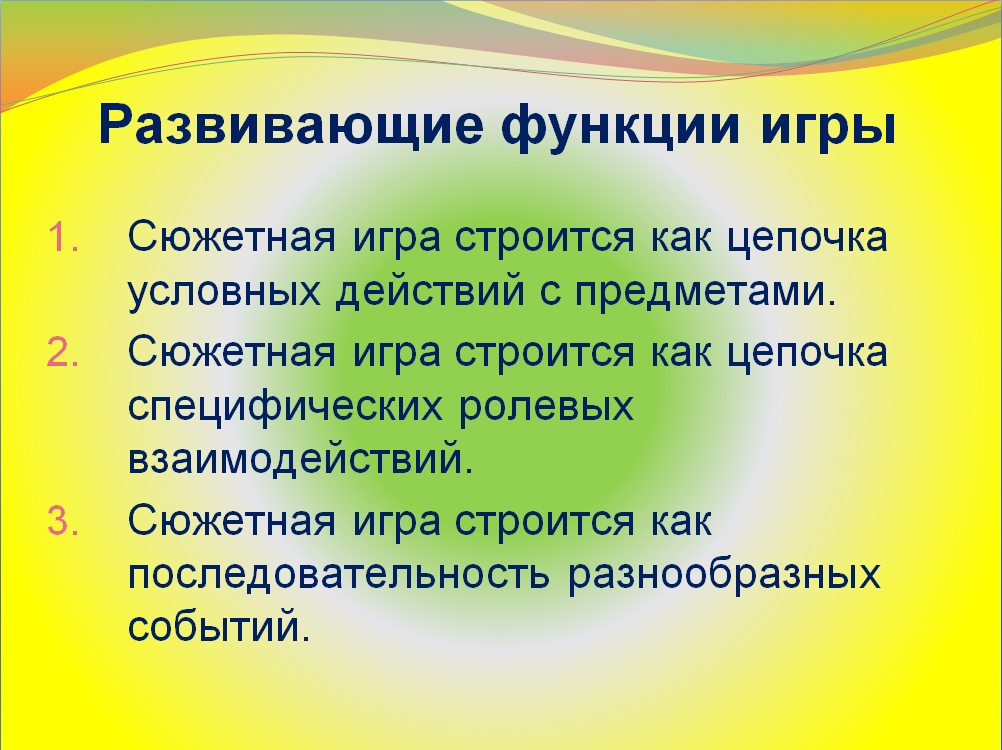 Развивающие функции игры
1. Сюжетная игра строится как цепочка
условных действий с предметами.
2. Сюжетная игра строится как цепочка
специфических ролевых
взаимодействий.
3. Сюжетная игра строится как
последовательность разнообразных
событий.